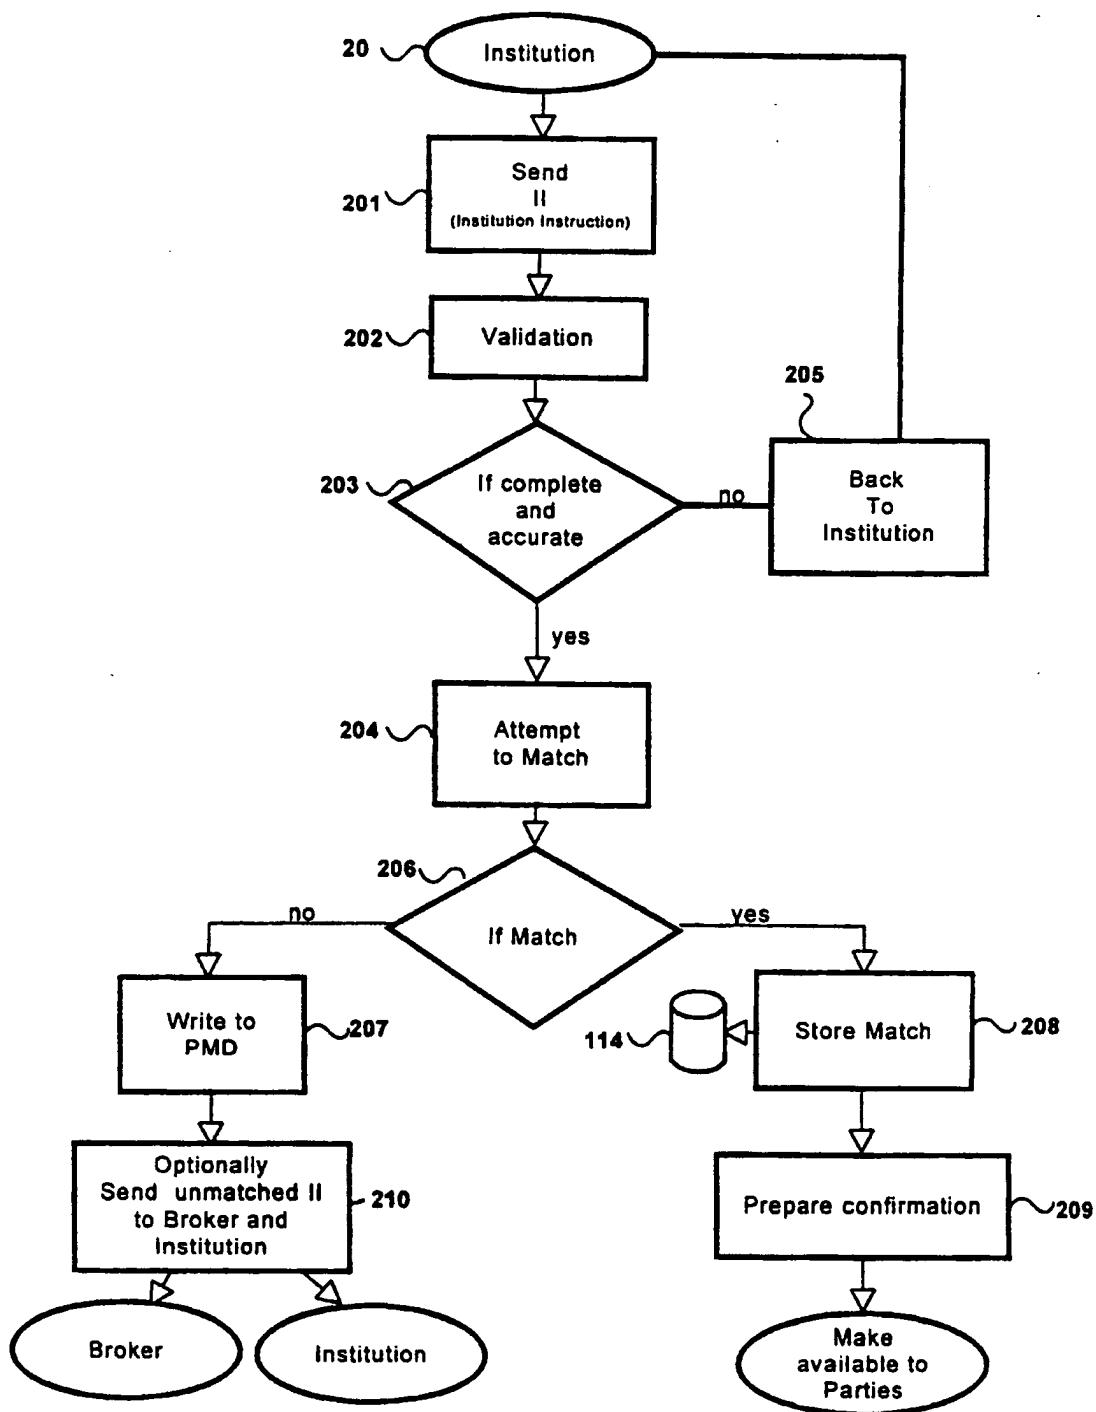 20
Institution
201
Send
II
(Institution Instruction)
202
Validation
205
203
If complete
and
accurate
no
Back
To
Institution
yes
204
Attempt
to Match
206
If Match
no
yes
Write to
PMD
207
114
Store Match
208
Optionally
Send unmatched II
to Broker and
Institution
210
Prepare confirmation
209
Broker
Institution
Make
available to
Parties